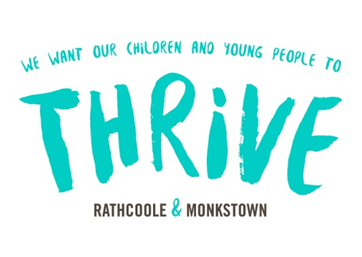 WE WANT OUR CHiLDREN AND YOUNG PEOPLE TO
THRiVE
RATHCOOLE & MONKSTOWN